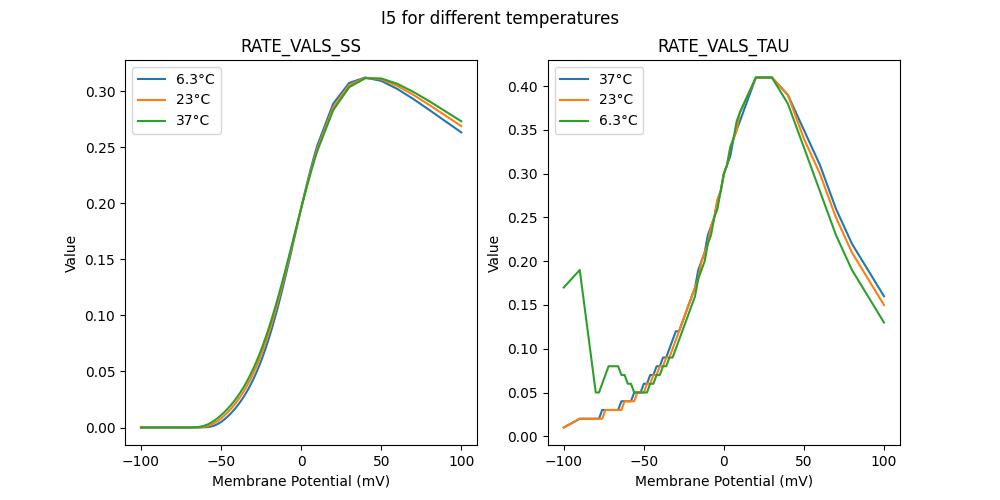 I5 for different temperatures
RATE_VALS_SS
Value
0.30
0.25
0.20
0.15
0.10
0.05
0.00
6.3°C
23°C
37°C
−100
−50
0
50
100
Membrane Potential (mV)
RATE_VALS_TAU
Value
0.40
0.35
0.30
0.25
0.20
0.15
0.10
0.05
0.00
37°C
23°C
6.3°C
−100
−50
0
50
100
Membrane Potential (mV)